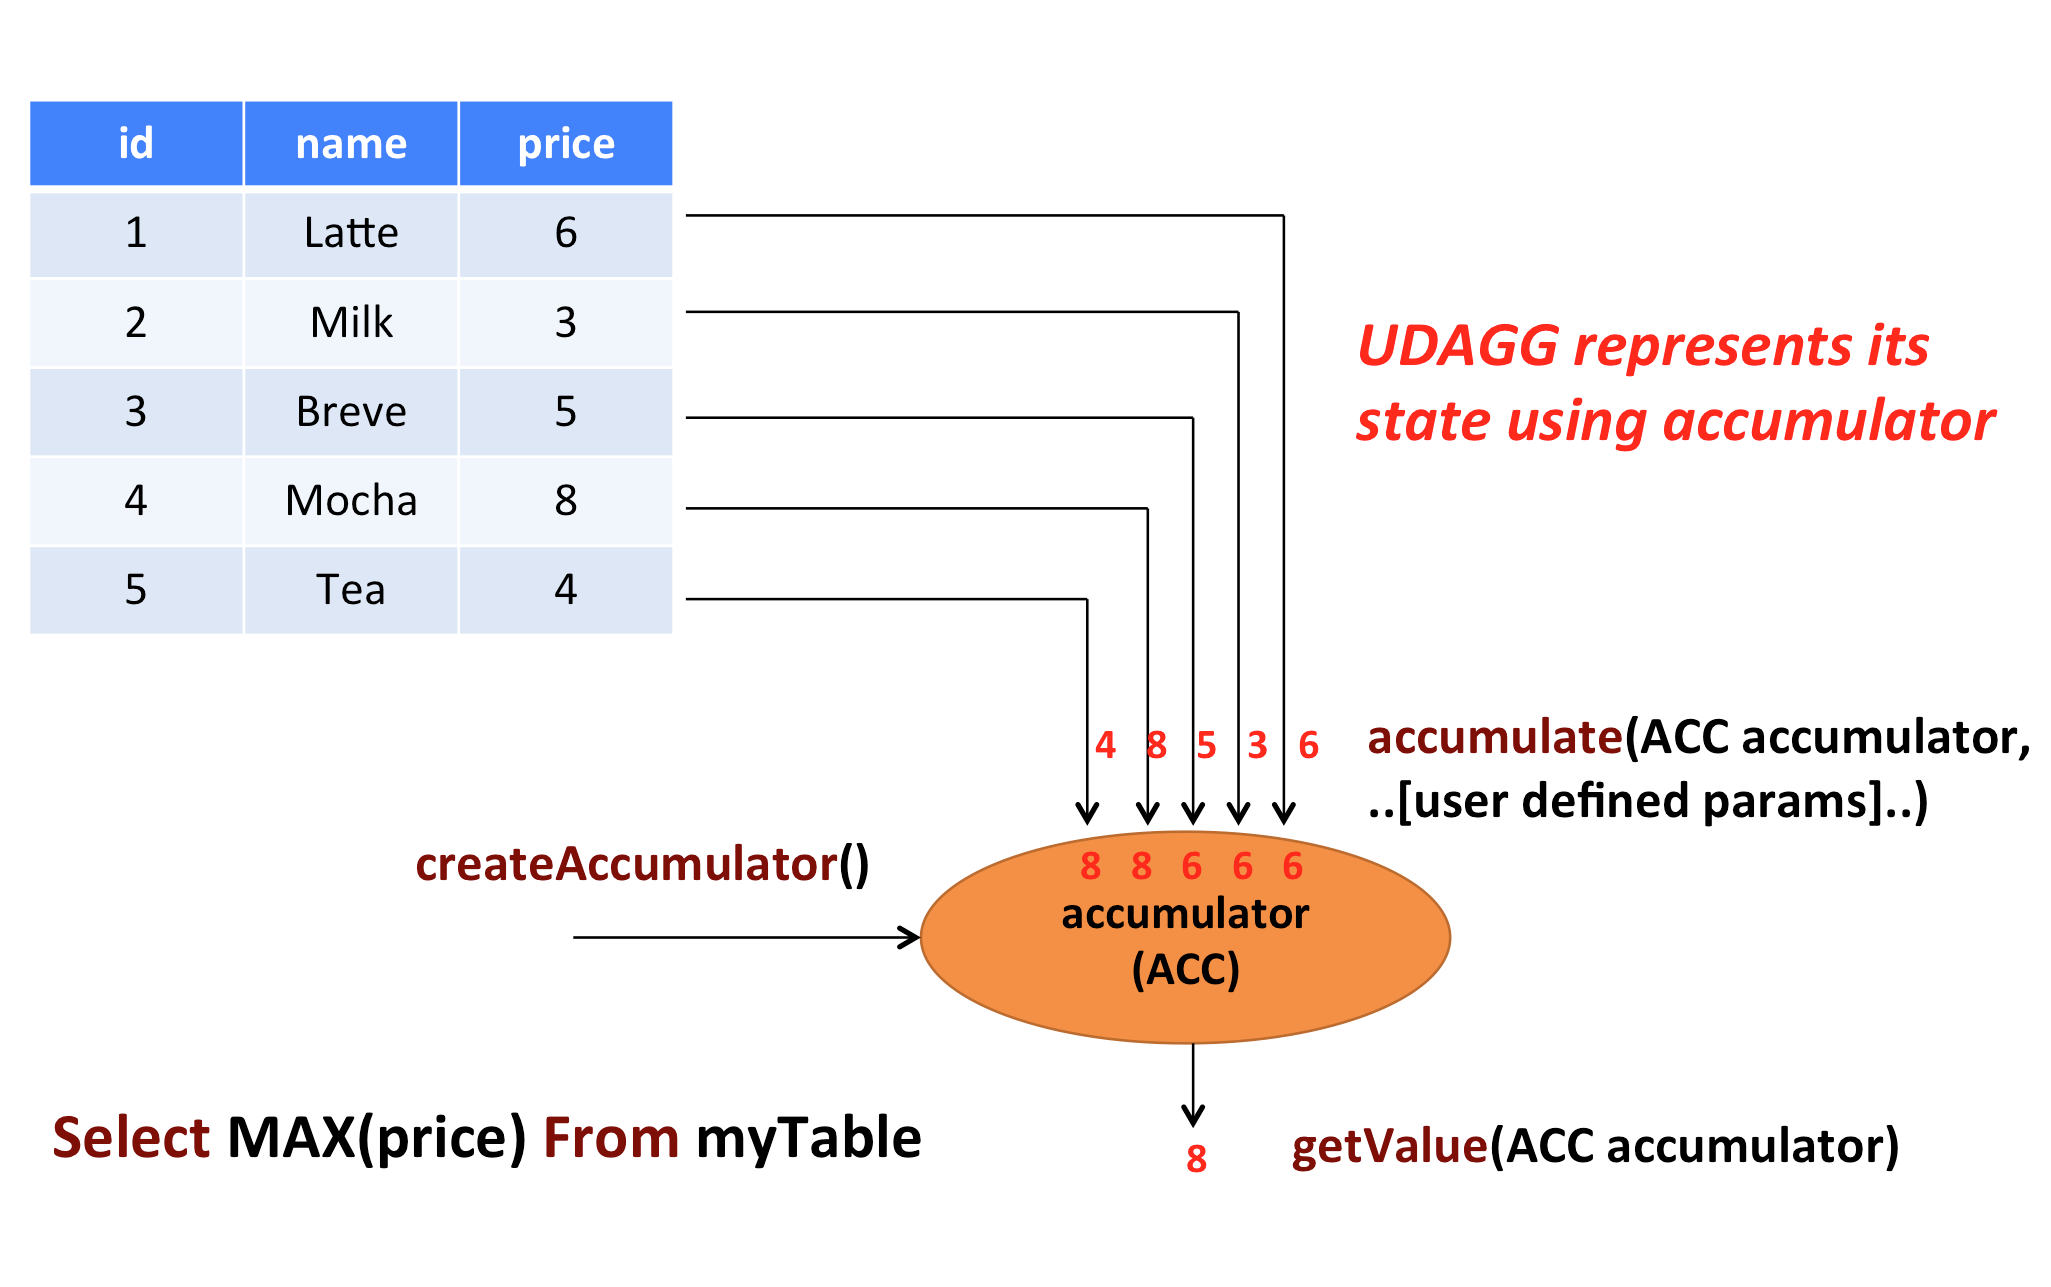 id name price
1 Latte 6
2 Milk 3
3 Breve 5
4 Mocha 8
5 Tea 4
UDAGG represents its
state using accumulator
4 8 5 3 6
accumulate(ACC accumulator,
..[user defined params]..)
createAccumulator()
8 8 6 6 6
accumulator
(ACC)
Select MAX(price) From myTable
8
getValue(ACC accumulator)